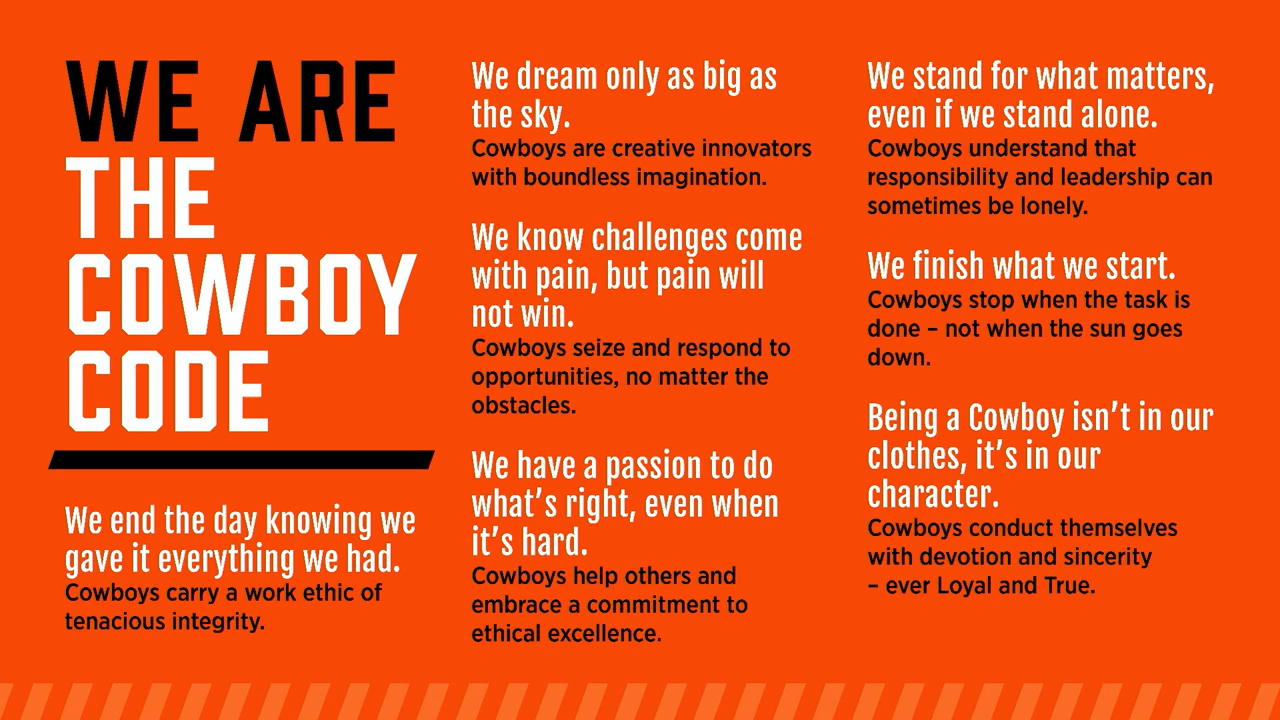 WE ARE
THE
COWBOY
CODE
We end the day knowing we
gave it everything we had.
Cowboys carry a work ethic of
tenacious integrity.
We dream only as big as
the sky.
Cowboys are creative innovators
with boundless imagination.
We know challenges come
with pain, but pain will
not win.
Cowboys seize and respond to
opportunities, no matter the
obstacles.
We have a passion to do
what’s right, even when
it’s hard.
Cowboys help others and
embrace a commitment to
ethical excellence.
We stand for what matters,
even if we stand alone.
Cowboys understand that
responsibility and leadership can
sometimes be lonely.
We finish what we start.
Cowboys stop when the task is
done – not when the sun goes
down.
Being a Cowboy isn’t in our
clothes, it’s in our
character.
Cowboys conduct themselves
with devotion and sincerity
– ever Loyal and True.